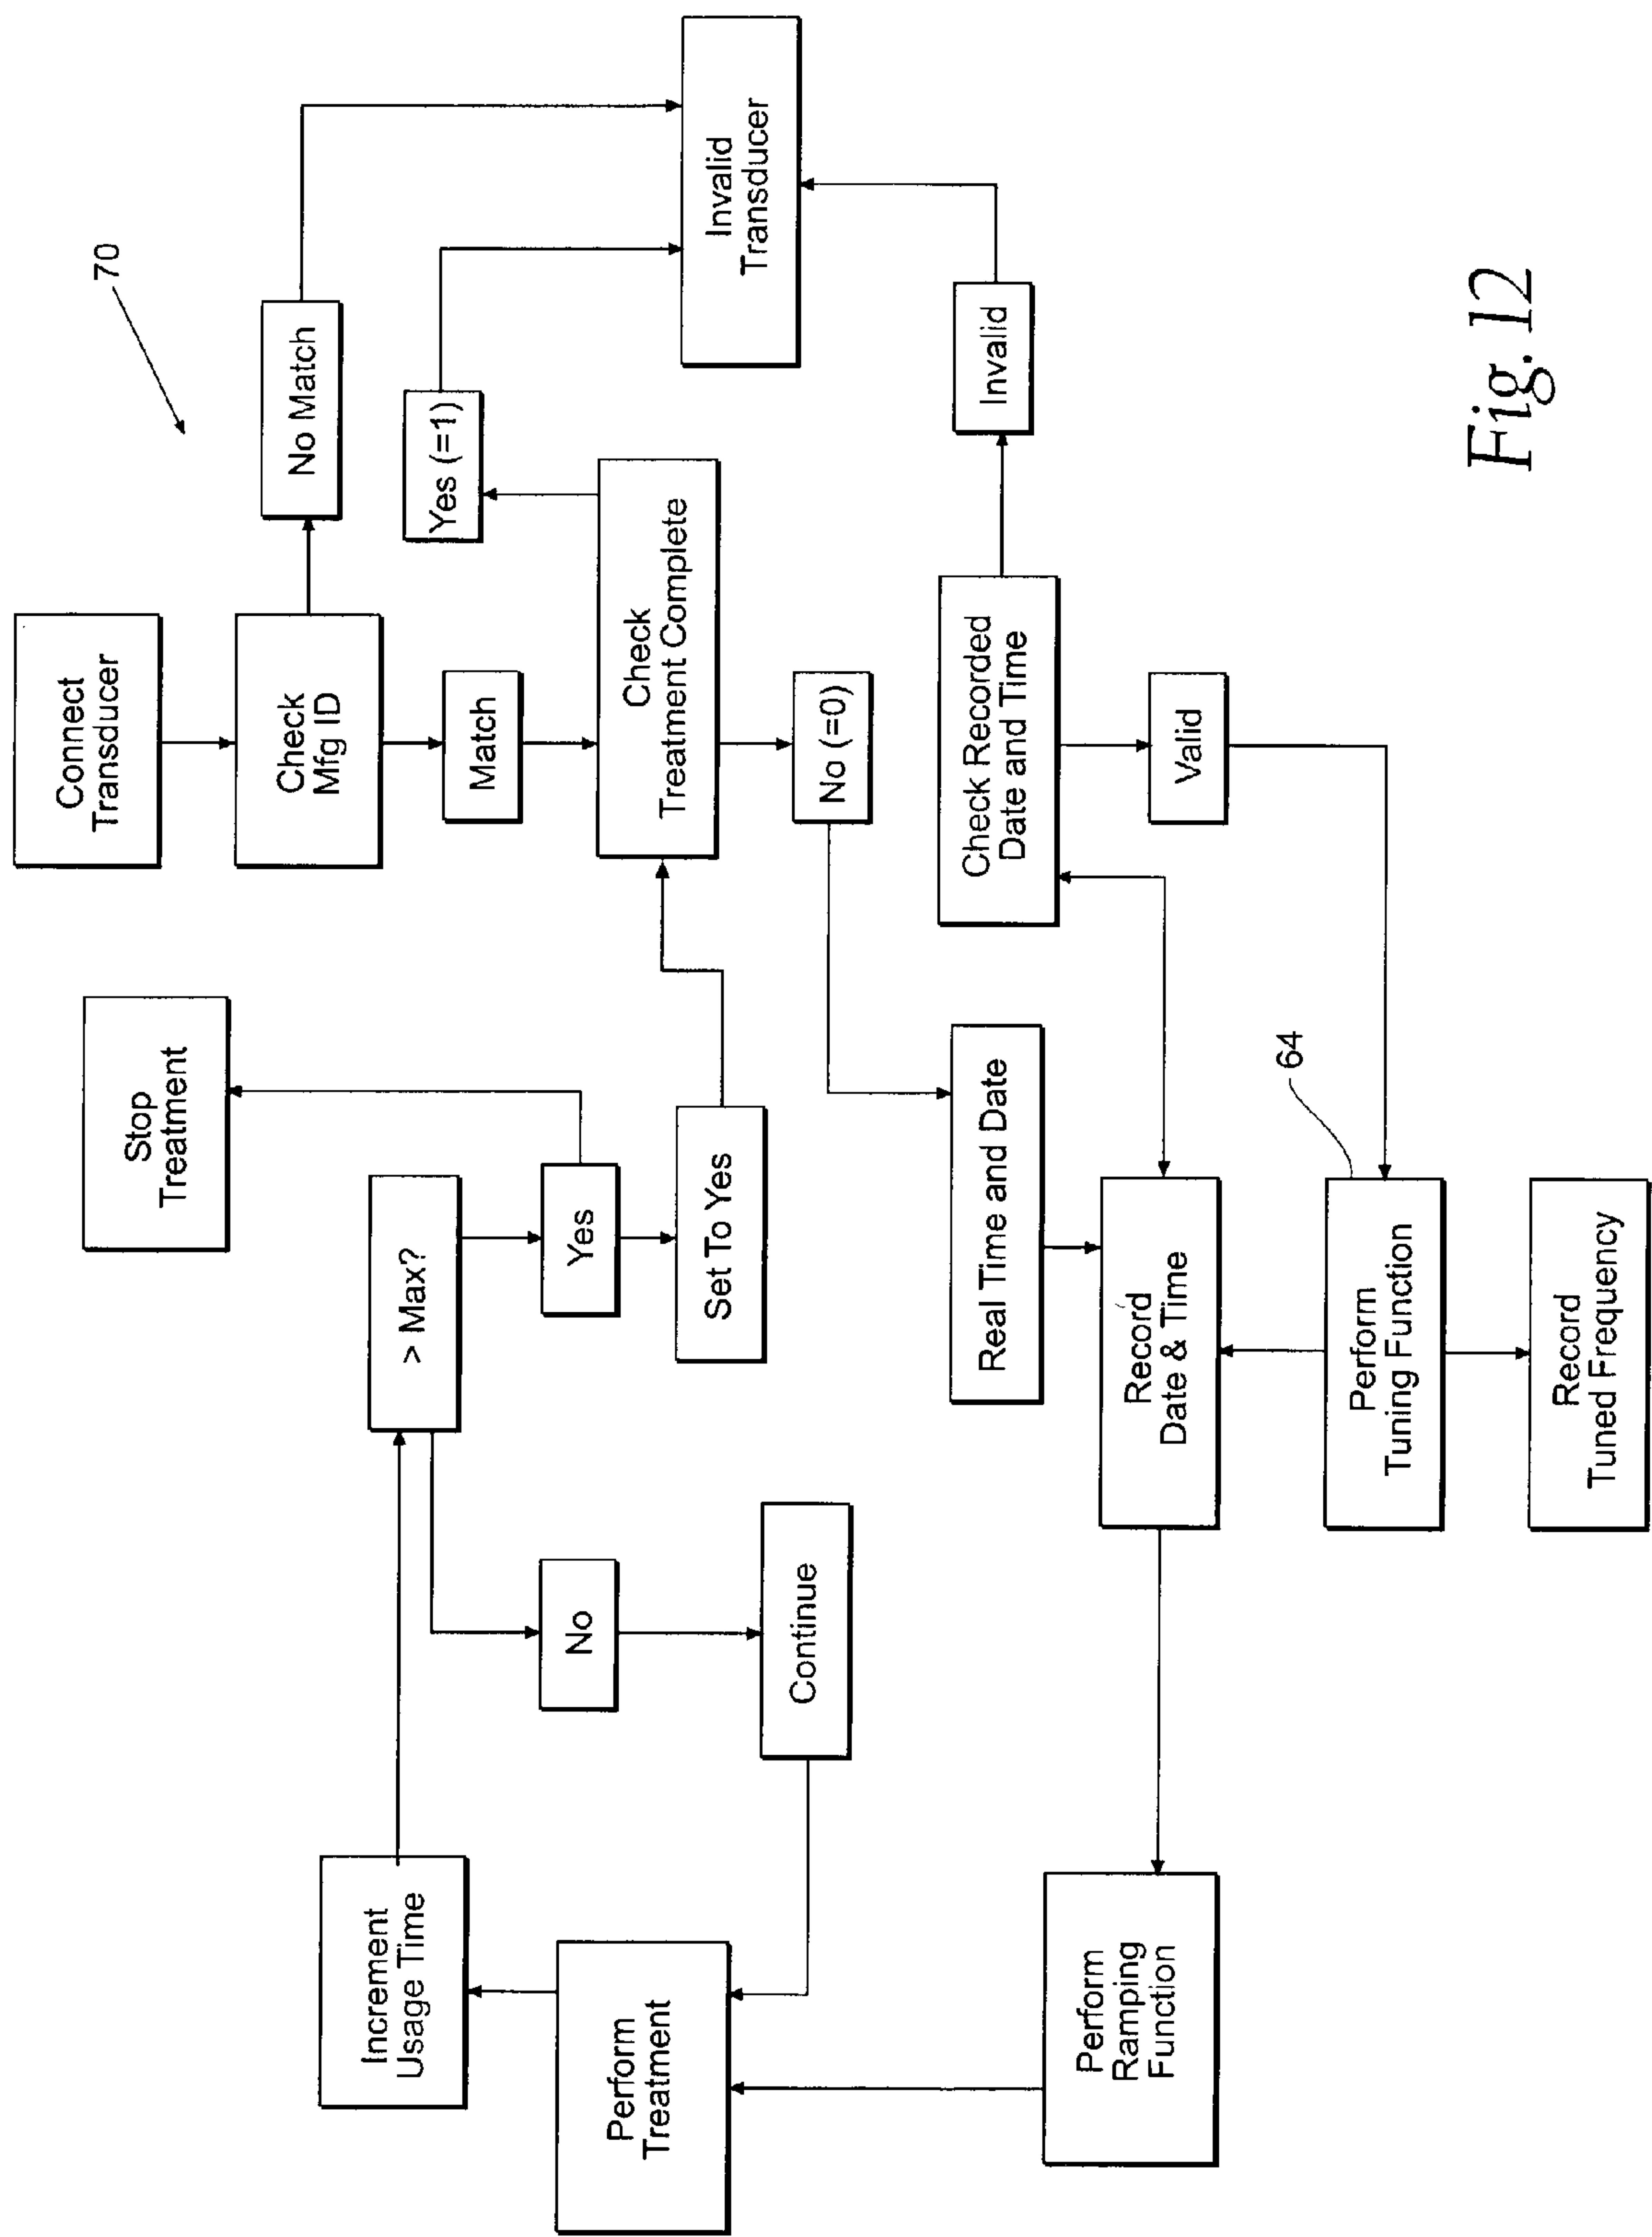 70
Connect
Transducer
Check
Mfg ID
No Match
Match
Yes (=1)
Check
Treatment Complete
Invalid
Transducer
No (=0)
Stop
Treatment
> Max?
Yes
Set To Yes
No
Continue
Increment
Usage Time
Perform
Treatment
Real Time and Date
Check Recorded
Date and Time
Invalid
Valid
Record
Date & Time
64
Perform
Tuning Function
Record
Tuned Frequency
Perform
Ramping
Function
Fig. 12